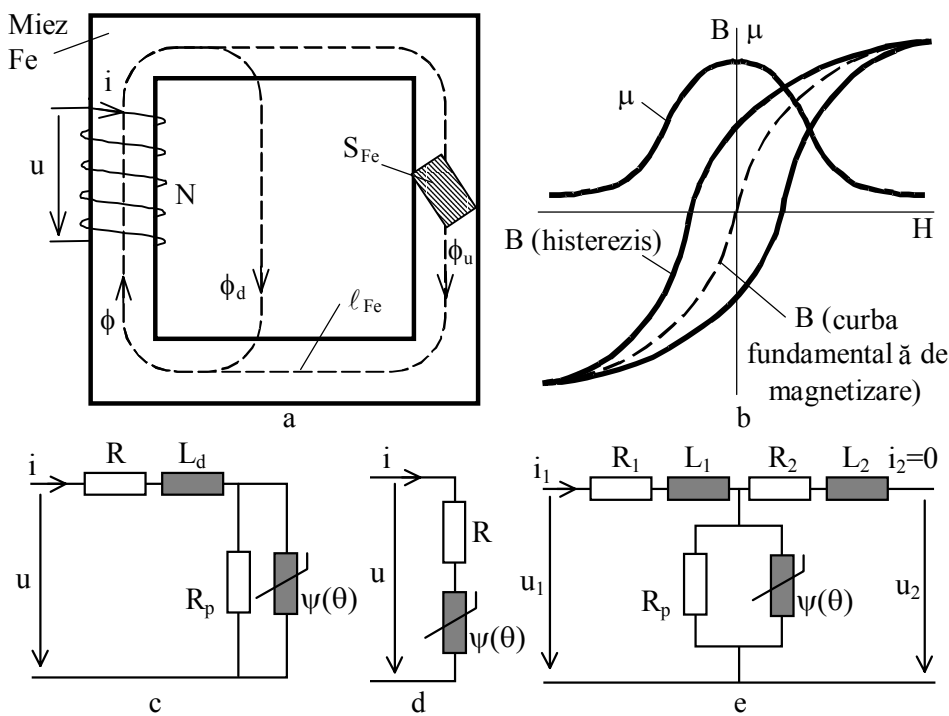 Miez
Fe
i
u
N
S_Fe
ϕ_d
ϕ_u
ϕ
ℓ_Fe
a
B μ
μ
H
B (histerezis)
B (curba
fundamental ă de
magnetizare)
b
i R L_d
u
R_p ψ(θ)
c
i
R
u
ψ(θ)
d
i_1 R_1 L_1 R_2 L_2 i_2=0
u_1
R_p ψ(θ)
u_2
e